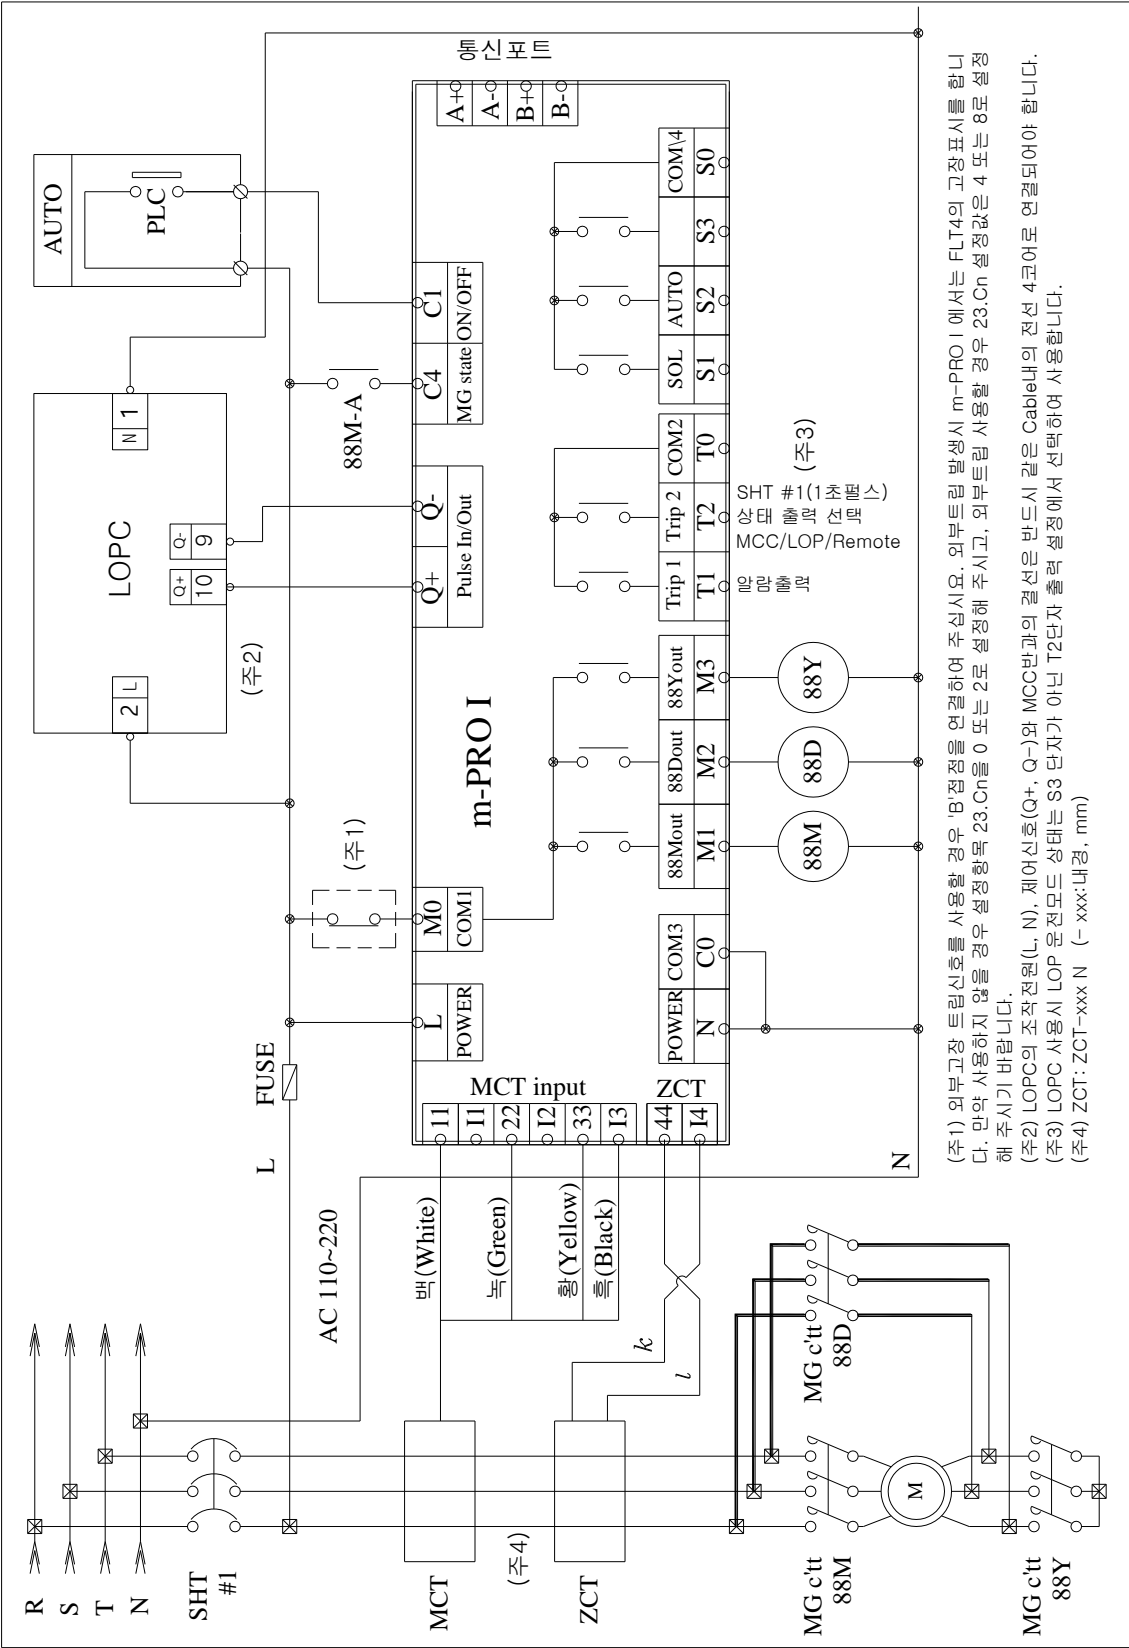 R
S
T
N
SHT
#1
AC 110~220
L
FUSE
N
MCT
(주4)
ZCT
k
l
백(White)
녹(Green)
황(Yellow)
흑(Black)
MCT input
11
I1
22
I2
33
I3
ZCT
44
I4
MG c'tt
88M
MG c'tt
88D
MG c'tt
88Y
M
LOPC
2 L
N 1
Q+
10
Q-
9
(주2)
(주1)
AUTO
PLC
88M-A
m-PRO I
L
POWER
M0
COM1
Q+
Q-
Pulse In/Out
C4
MG state
C1
ON/OFF
통신포트
A+
A-
B+
B-
POWER
N
COM3
C0
88Mout
M1
88Dout
M2
88Yout
M3
Trip 1
T1
Trip 2
T2
COM2
T0
SOL
S1
AUTO
S2
S3
COM\4
S0
88M
88D
88Y
알람출력
SHT #1(1초펄스)
상태 출력 선택
MCC/LOP/Remote
(주3)
(주1) 외부고장 트립신호를 사용할 경우 'B'접점을 연결하여 주십시요. 외부트립 발생시 m-PRO I 에서는 FLT4의 고장표시를 합니
다. 만약 사용하지 않을 경우 설정항목 23.Cn을 0 또는 2로 설정해 주시고, 외부트립 사용할 경우 23.Cn 설정값은 4 또는 8로 설정
해 주시기 바랍니다.
(주2) LOPC의 조작전원(L, N), 제어신호(Q+, Q-)와 MCC반과의 결선은 반드시 같은 Cable내의 전선 4코어로 연결되어야 합니다.
(주3) LOPC 사용시 LOP 운전모드 상태는 S3 단자가 아닌 T2단자 출력 설정에서 선택하여 사용합니다.
(주4) ZCT: ZCT-xxx N (- xxx:내경, mm)